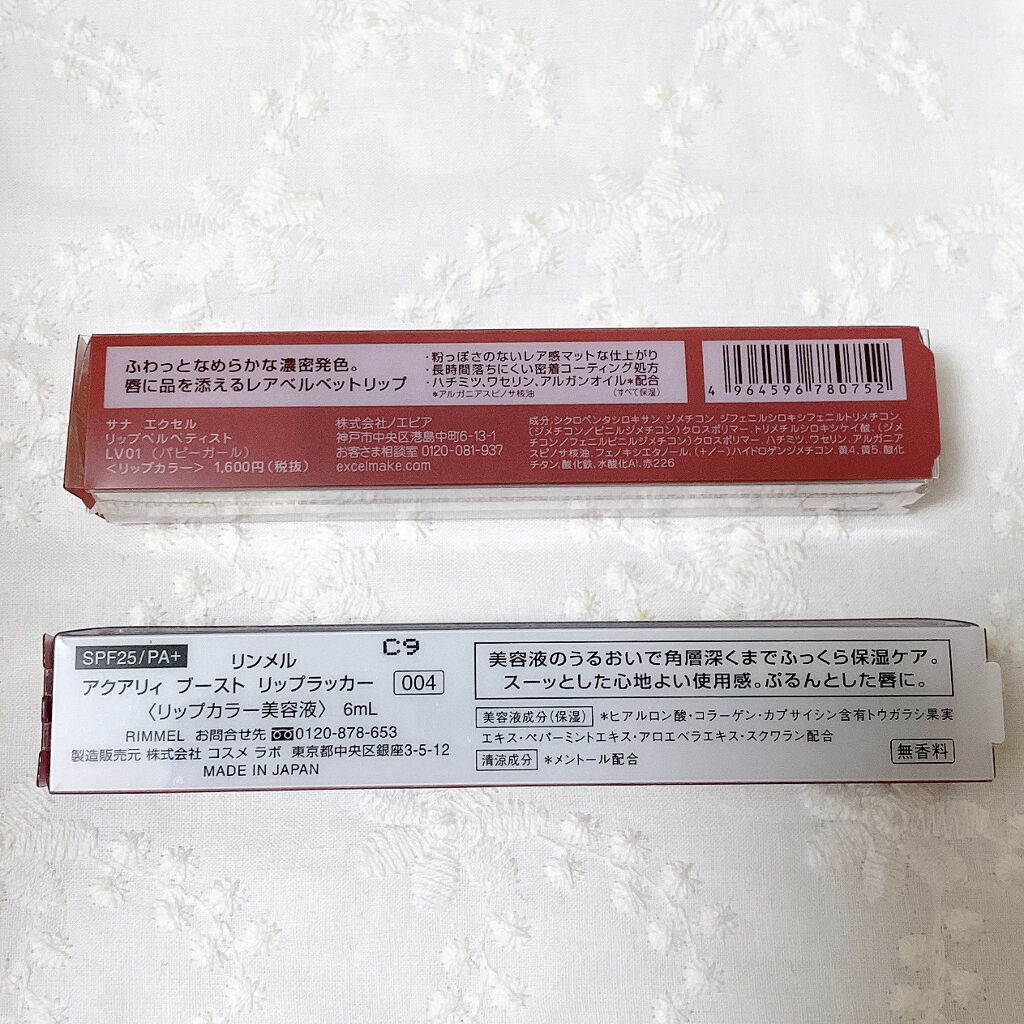 ふわっとなめらかな濃密発色。
唇に品を添えるレアベルベットリップ
・粉っぽさのないレア感マットな仕上がり
・長時間落ちにくい密着コーティング処方
・ハチミツ、ワセリン、アルガンオイル*配合
*アルガニアスピノサ核油 （すべて保湿）
4 964596 780752
サナ エクセル
リップベルベティスト
LV01（パピーガール）
<リップカラー> 1,600円(税抜)
株式会社ノエビア
神戸市中央区港島中町6-13-1
お客さま相談室 0120-081-937
excelmake.com
成分:シクロペンタシロキサン、ジメチコン、ジフェニルシロキシフェニルトリメチコン、
(ジメチコン/ビニルジメチコン)クロスポリマー、トリメチルシロキシケイ酸、(ジメ
チコン/フェニルビニルジメチコン)クロスポリマー、ハチミツ、ワセリン、アルガニア
スピノサ核油、フェノキシエタノール、(+/-)ハイドロゲンジメチコン、黄4、黄5、酸化
チタン、酸化鉄、水酸化Al、赤226
SPF25/PA+ リンメル C9
アクアリィ ブースト リップラッカー 004
〈リップカラー美容液〉 6mL
RIMMEL お問合せ先 0120-878-653
製造販売元 株式会社 コスメ ラボ 東京都中央区銀座3-5-12
MADE IN JAPAN
美容液のうるおいで角層深くまでふっくら保湿ケア。
スーッとした心地よい使用感。ぷるんとした唇に。
美容液成分(保湿) *ヒアルロン酸・コラーゲン・カプサイシン含有トウガラシ果実
エキス・ペパーミントエキス・アロエベラエキス・スクワラン配合
清涼成分 *メントール配合
無香料